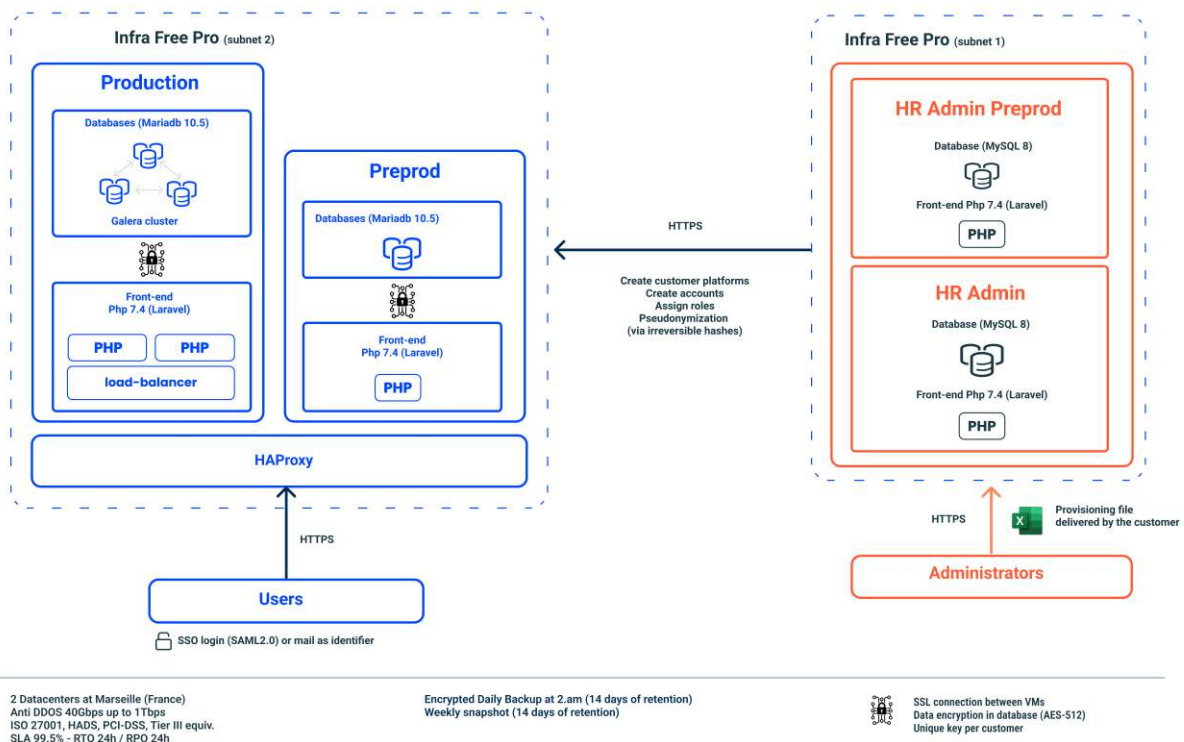 Infra Free Pro (subnet 2)
Production
Databases (Mariadb 10.5)
Galera cluster
Front-end
Php 7.4 (Laravel)
PHP
PHP
load-balancer
Preprod
Databases (Mariadb 10.5)
Front-end
Php 7.4 (Laravel)
PHP
HAProxy
HTTPS
Users
SSO login (SAML2.0) or mail as identifier
HTTPS
Create customer platforms
Create accounts
Assign roles
Pseudonymization
(via irreversible hashes)
Infra Free Pro (subnet 1)
HR Admin Preprod
Database (MySQL 8)
Front-end Php 7.4 (Laravel)
PHP
HR Admin
Database (MySQL 8)
Front-end Php 7.4 (Laravel)
PHP
HTTPS
X
Provisioning file
delivered by the customer
Administrators
2 Datacenters at Marseille (France)
Anti DDOS 40Gbps up to 1Tbps
ISO 27001, HADS, PCI-DSS, Tier III equiv.
SLA 99.5% - RTO 24h / RPO 24h
Encrypted Daily Backup at 2.am (14 days of retention)
Weekly snapshot (14 days of retention)
SSL connection between VMs
Data encryption in database (AES-512)
Unique key per customer